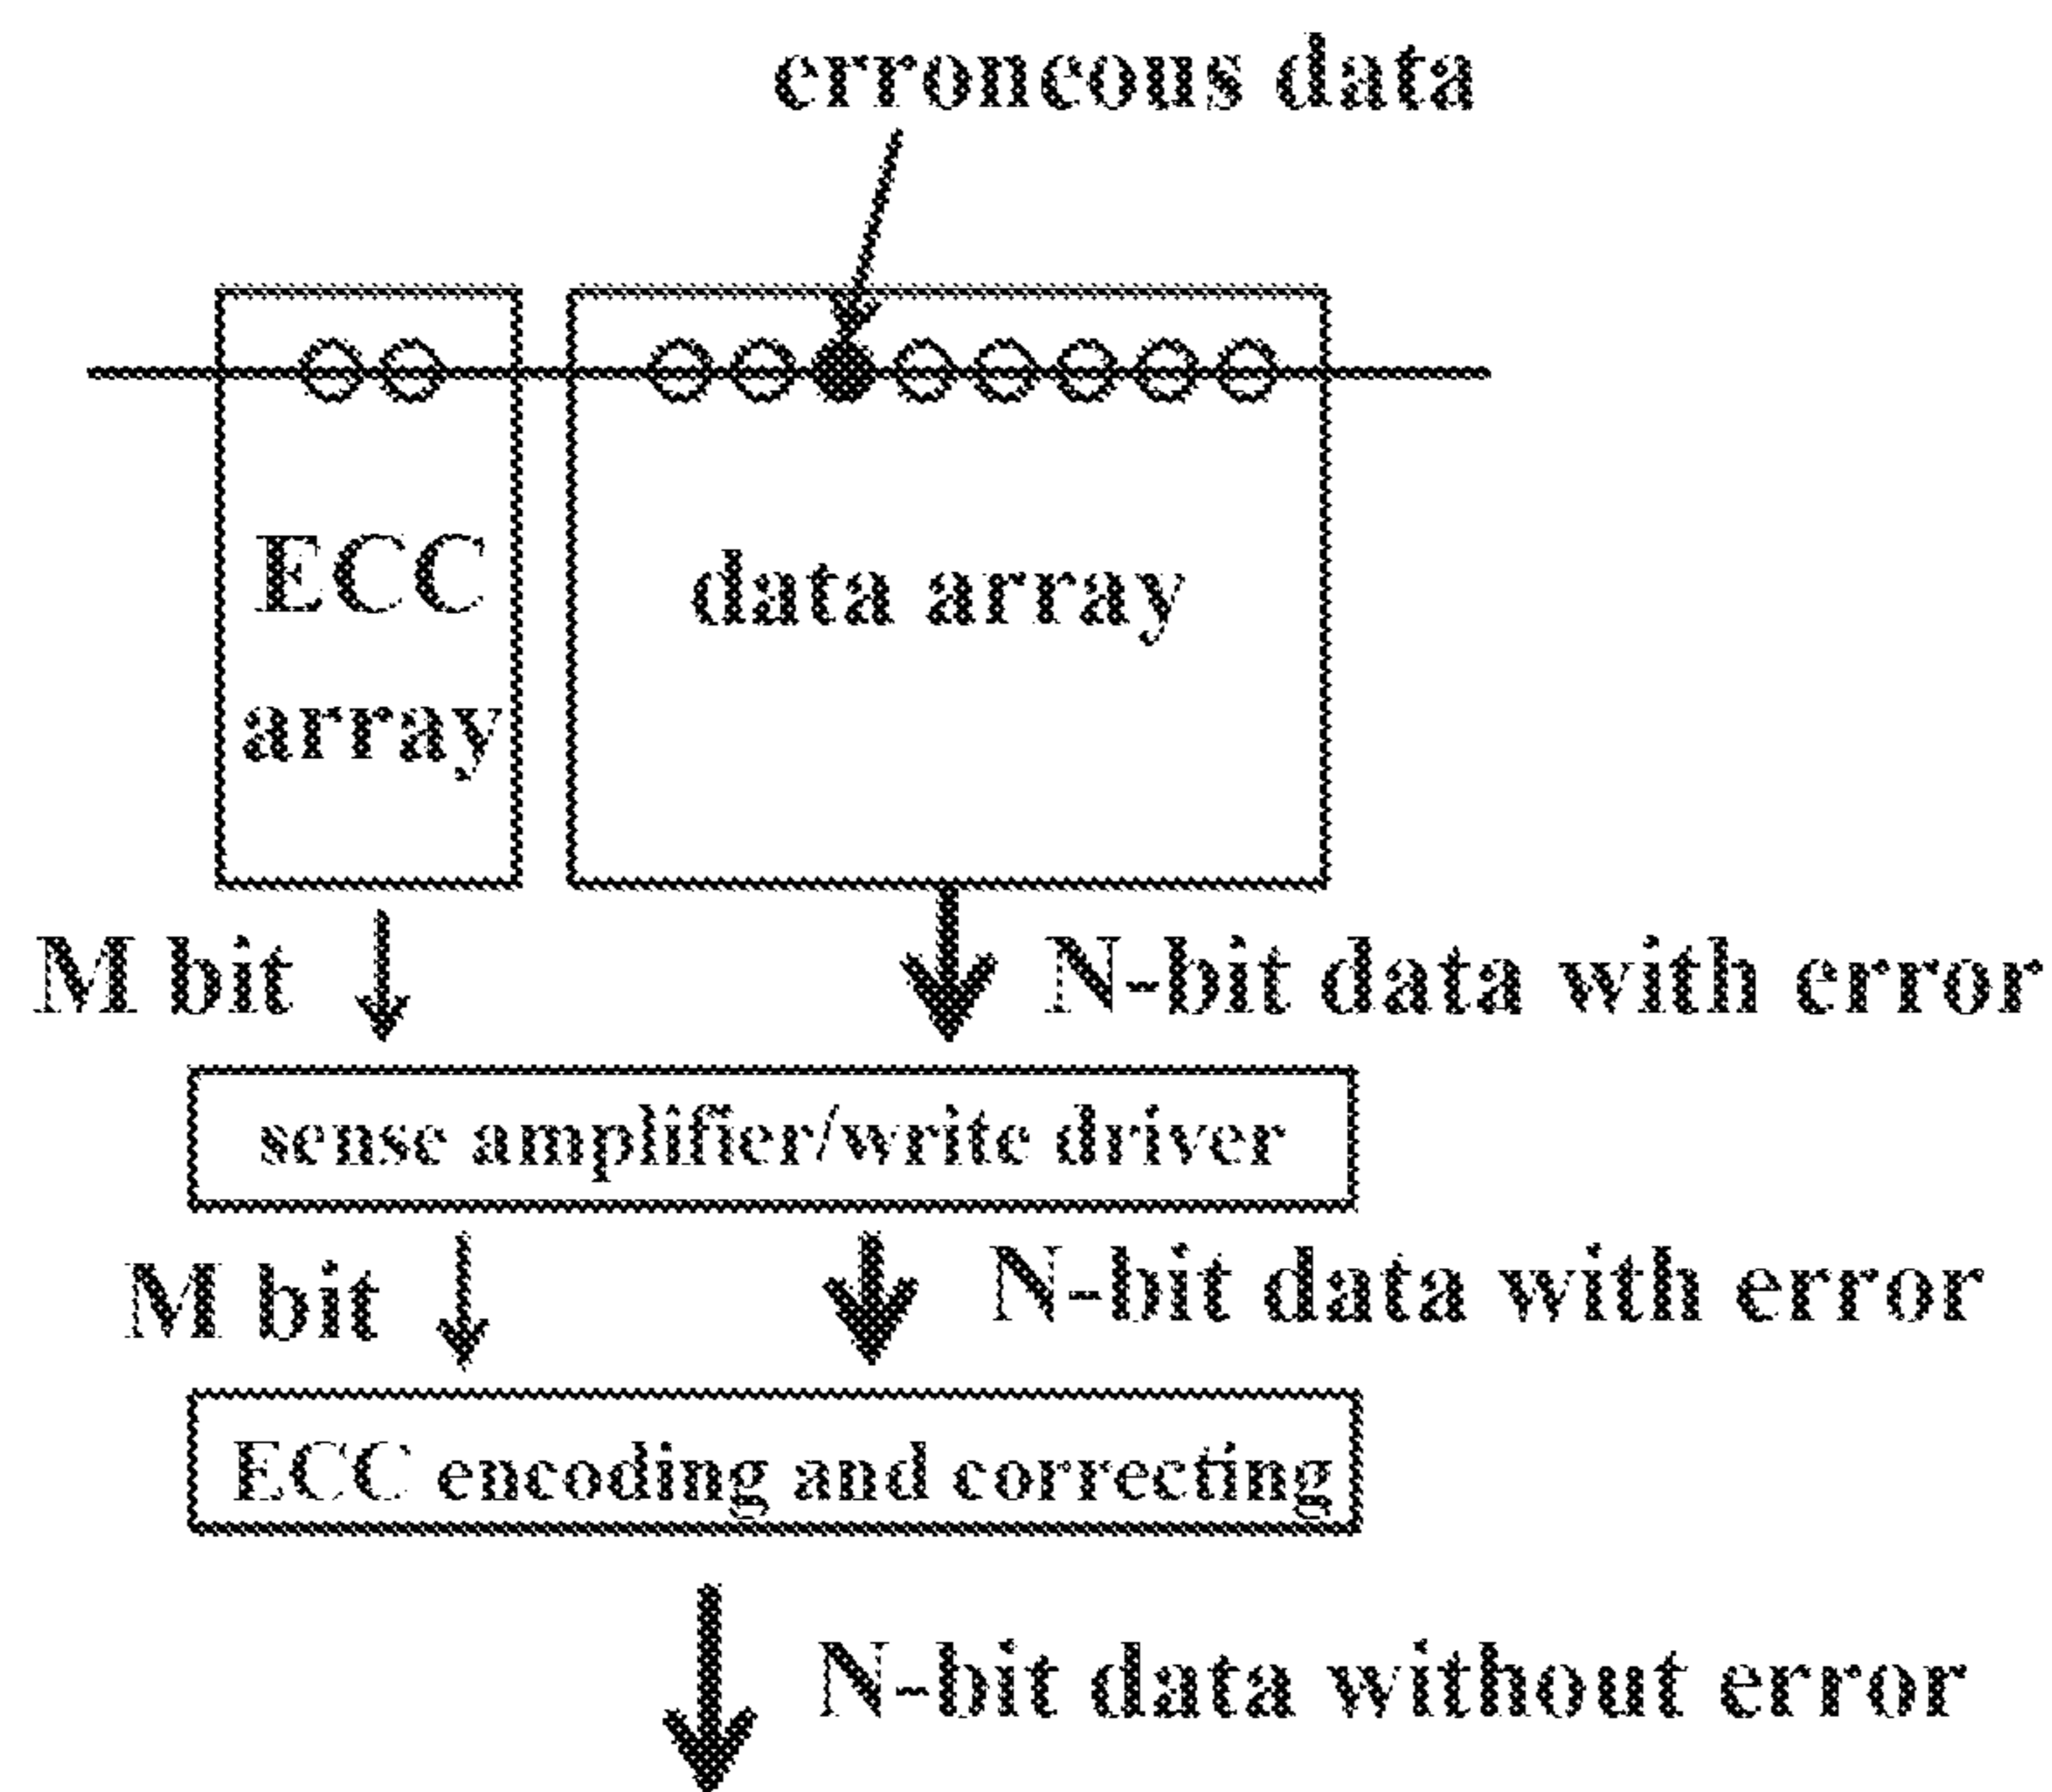 erroneous data
ECC
array
data array
M bit
N-bit data with error
sense amplifier/write driver
M bit
N-bit data with error
ECC encoding and correcting
N-bit data without error